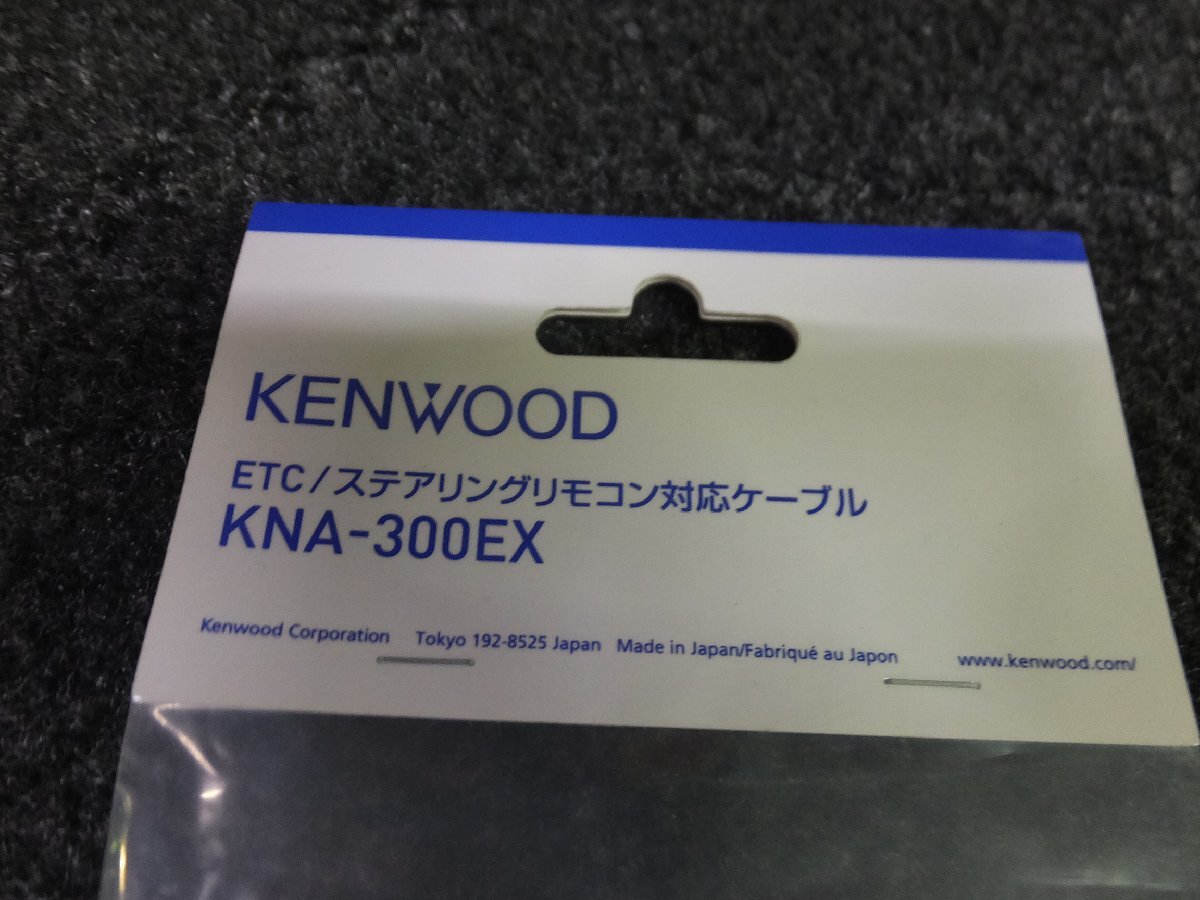 KENWOOD
ETC/ステアリングリモコン対応ケーブル
KNA-300EX
Kenwood Corporation Tokyo 192-8525 Japan Made in Japan/Fabriqué au Japon www.kenwood.com/